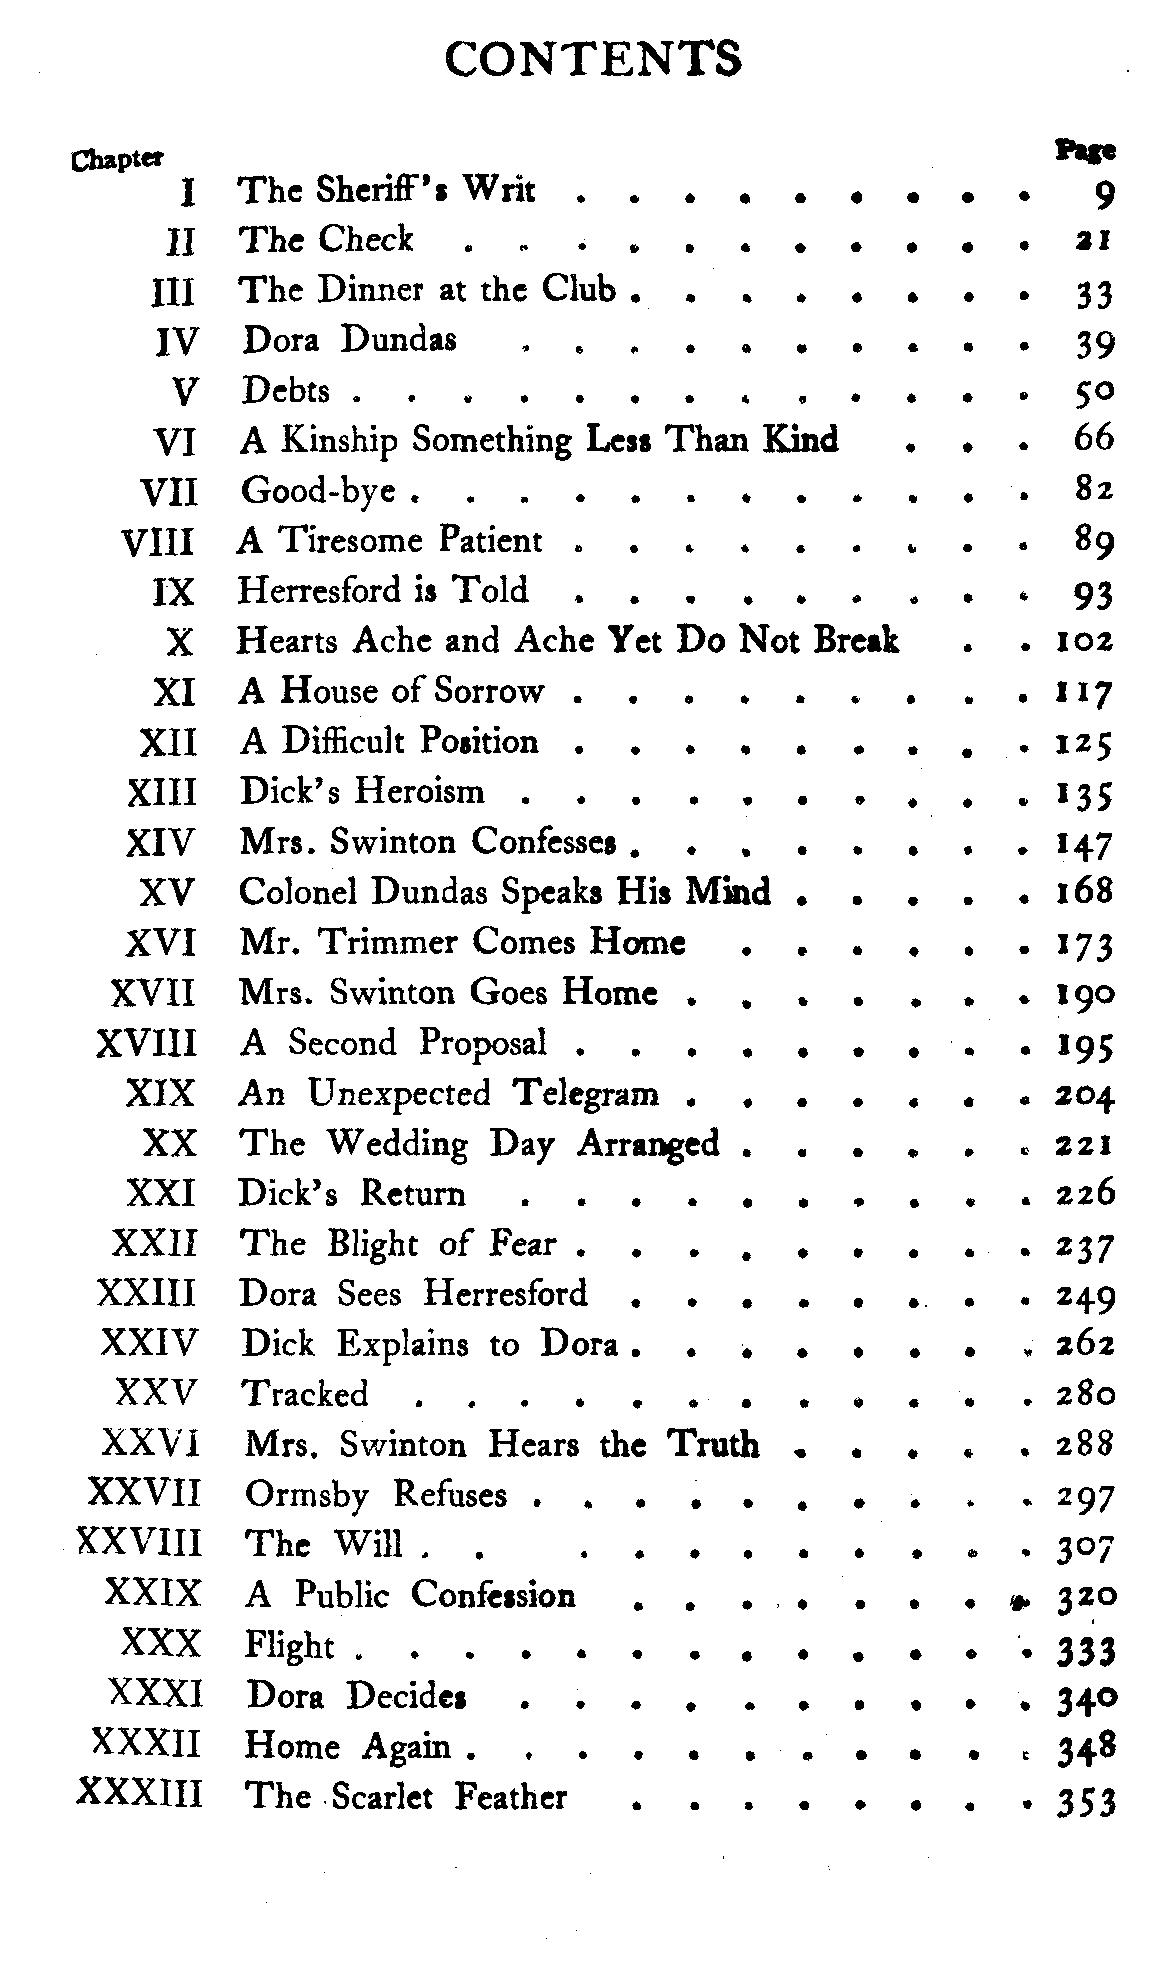 CONTENTS
Chapter Page
I The Sheriff's Writ . . . . . . . . . 9
II The Check . . . . . . . . . . . 21
III The Dinner at the Club . . . . . . . . 33
IV Dora Dundas . . . . . . . . . . 39
V Debts . . . . . . . . . . . . . 50
VI A Kinship Something Less Than Kind . . . 66
VII Good-bye . . . . . . . . . . . . 82
VIII A Tiresome Patient . . . . . . . . . 89
IX Herresford is Told . . . . . . . . . 93
X Hearts Ache and Ache Yet Do Not Break . . 102
XI A House of Sorrow . . . . . . . . . 117
XII A Difficult Position . . . . . . . . . 125
XIII Dick's Heroism . . . . . . . . . . 135
XIV Mrs. Swinton Confesses . . . . . . . . 147
XV Colonel Dundas Speaks His Mind . . . . . 168
XVI Mr. Trimmer Comes Home . . . . . . 173
XVII Mrs. Swinton Goes Home . . . . . . . 190
XVIII A Second Proposal . . . . . . . . . 195
XIX An Unexpected Telegram . . . . . . . 204
XX The Wedding Day Arranged . . . . . . 221
XXI Dick's Return . . . . . . . . . . 226
XXII The Blight of Fear . . . . . . . . . 237
XXIII Dora Sees Herresford . . . . . . . . 249
XXIV Dick Explains to Dora . . . . . . . . 262
XXV Tracked . . . . . . . . . . . . 280
XXVI Mrs. Swinton Hears the Truth . . . . . 288
XXVII Ormsby Refuses . . . . . . . . . . 297
XXVIII The Will . . . . . . . . . . . 307
XXIX A Public Confession . . . . . . . . 320
XXX Flight . . . . . . . . . . . . . 333
XXXI Dora Decides . . . . . . . . . . 340
XXXII Home Again . . . . . . . . . . . 348
XXXIII The Scarlet Feather . . . . . . . . 353